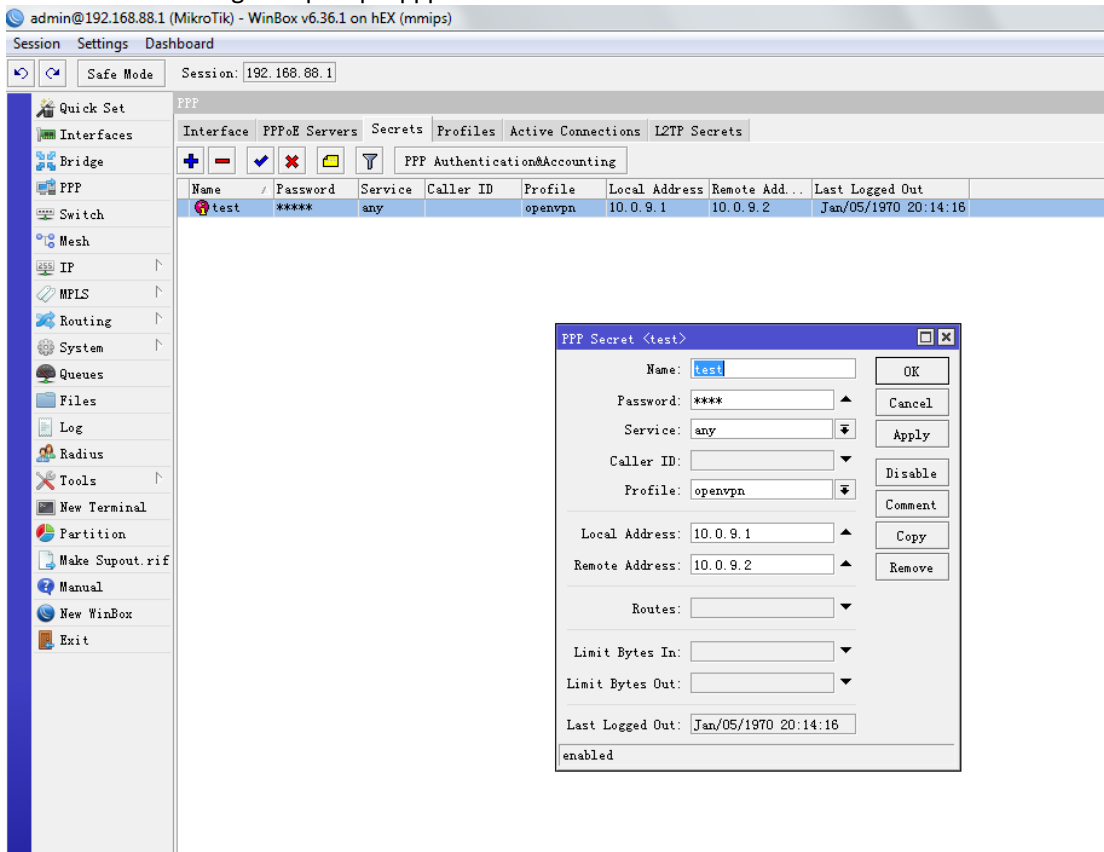 admin@192.168.88.1 (MikroTik) - WinBox v6.36.1 on hEX (mmips)
Session Settings Dashboard
Safe Mode Session: 192.168.88.1
Quick Set
Interfaces
Bridge
PPP
Switch
Mesh
IP
MPLS
Routing
System
Queues
Files
Log
Radius
Tools
New Terminal
Partition
Make Supout.rif
Manual
New WinBox
Exit
PPP
Interface PPPoE Servers Secrets Profiles Active Connections L2TP Secrets
PPP Authentication&Accounting
Name / Password Service Caller ID Profile Local Address Remote Add... Last Logged Out
test ***** any openvpn 10.0.9.1 10.0.9.2 Jan/05/1970 20:14:16
PPP Secret <test>
Name: test
Password: ****
Service: any
Caller ID:
Profile: openvpn
Local Address: 10.0.9.1
Remote Address: 10.0.9.2
Routes:
Limit Bytes In:
Limit Bytes Out:
Last Logged Out: Jan/05/1970 20:14:16
enabled
OK
Cancel
Apply
Disable
Comment
Copy
Remove